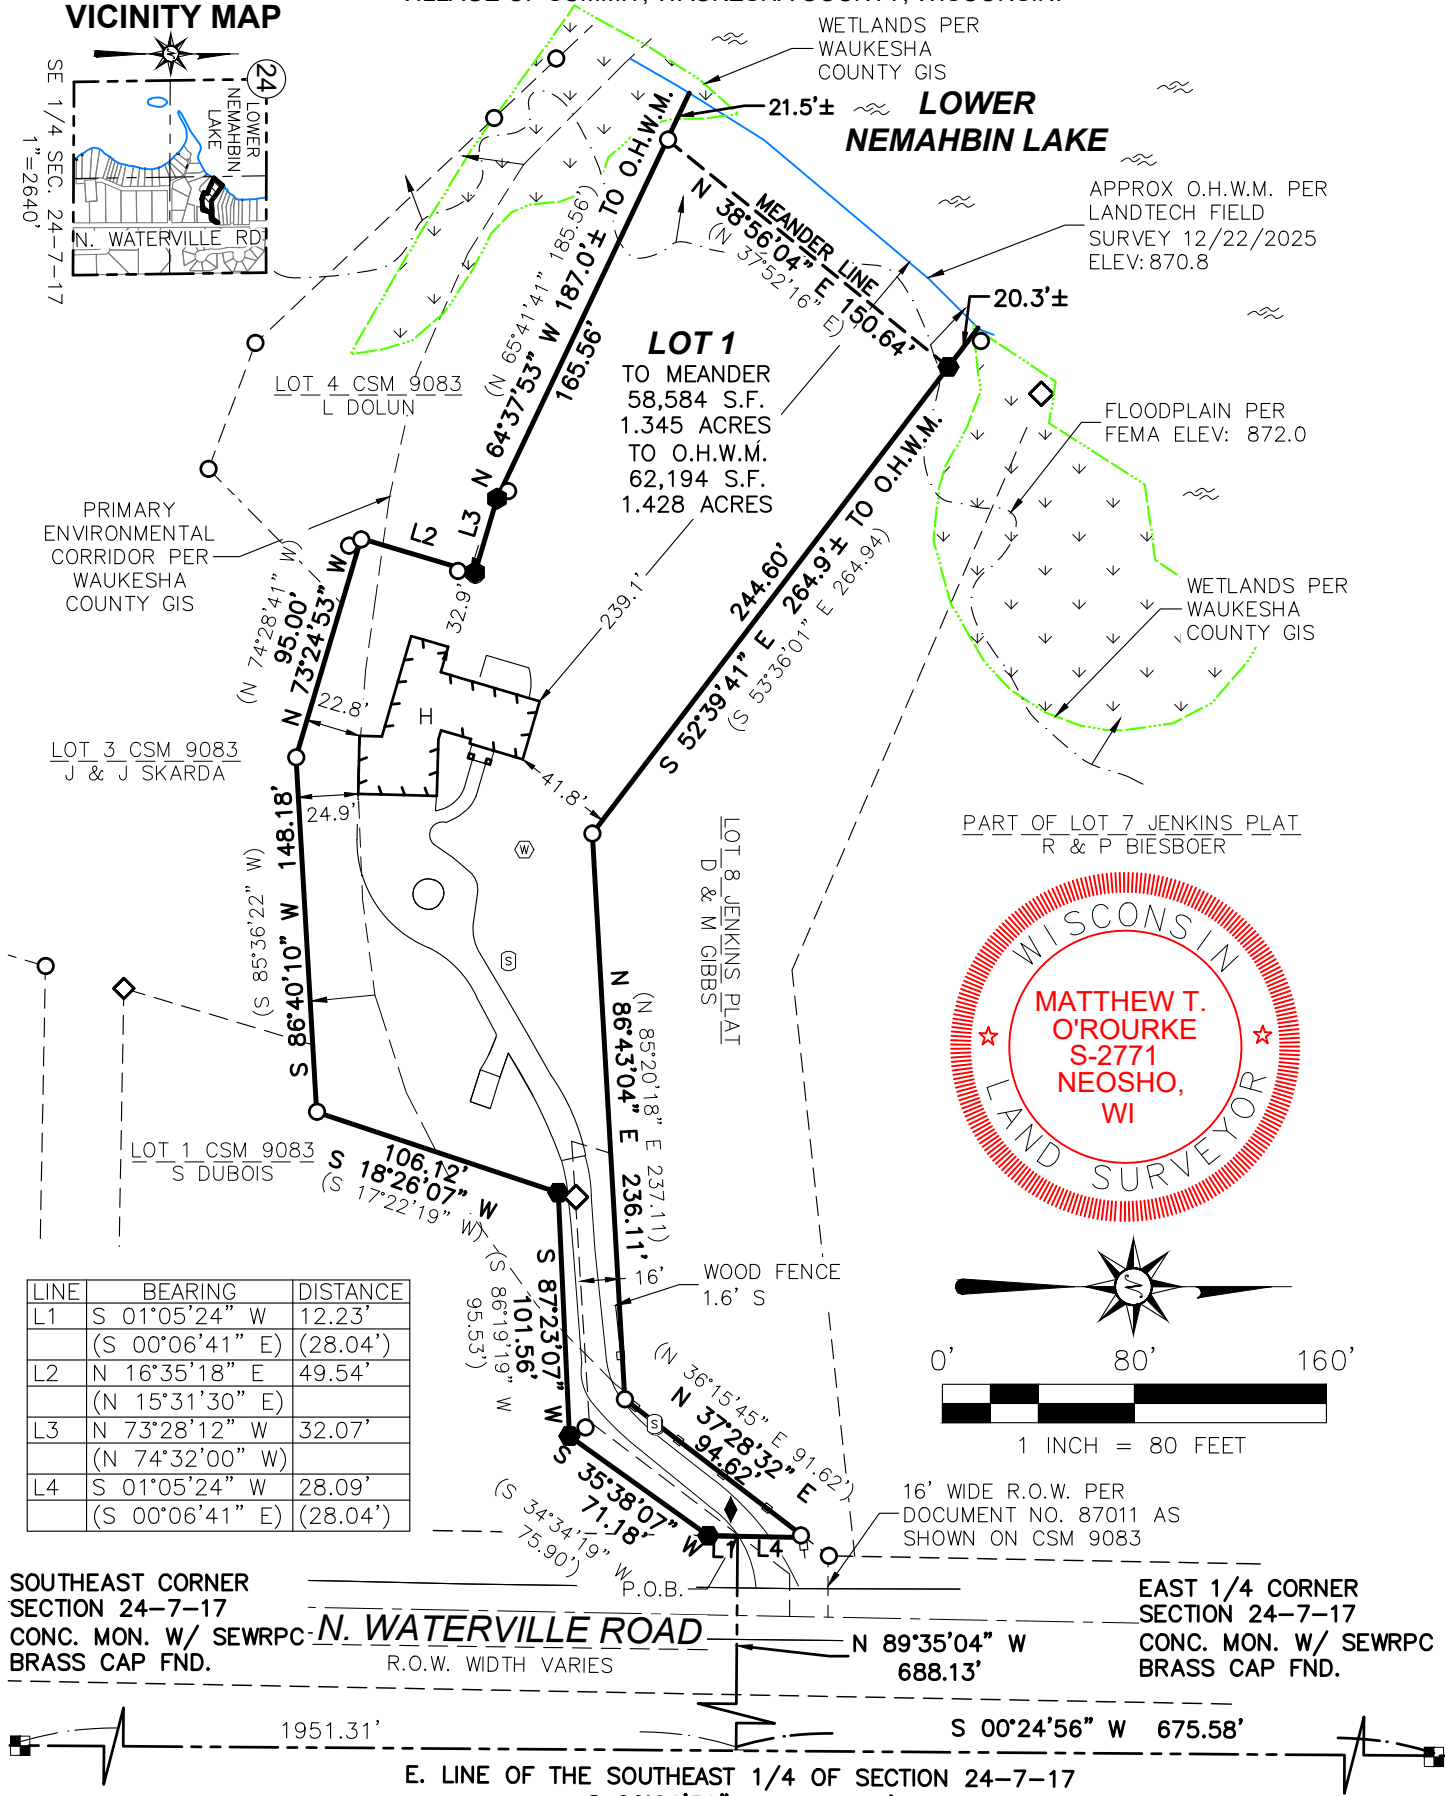 VICINITY MAP
24
LOWER
NEMAHBIN
LAKE
N. WATERVILLE RD
SE 1/4 SEC. 24-7-17
1"=2640'
WETLANDS PER
WAUKESHA
COUNTY GIS
21.5'±
LOWER
NEMAHBIN LAKE
APPROX O.H.W.M. PER
LANDTECH FIELD
SURVEY 12/22/2025
ELEV: 870.8
MEANDER LINE
N 38°56'04" E 150.64'
(N 37°52'16" E)
20.3'±
(N 65°41'41" 185.56)
N 64°37'53" W 187.0'± TO O.H.W.M.
165.56'
LOT 1
TO MEANDER
58,584 S.F.
1.345 ACRES
TO O.H.W.M.
62,194 S.F.
1.428 ACRES
LOT 4 CSM 9083
L DOLUN
FLOODPLAIN PER
FEMA ELEV: 872.0
PRIMARY
ENVIRONMENTAL
CORRIDOR PER
WAUKESHA
COUNTY GIS
L2
L3
(N 74°28'41" W)
95.00'
N 73°24'53" W
32.9'
239.1'
244.60'
S 52°39'41" E 264.9'± TO O.H.W.M.
(S 53°36'01" E 264.94)
WETLANDS PER
WAUKESHA
COUNTY GIS
22.8'
H
LOT 3 CSM 9083
J & J SKARDA
24.9'
41.8'
(S 85°36'22" W)
S 86°40'10" W 148.18'
W
S
LOT 8 JENKINS PLAT
D & M GIBBS
PART OF LOT 7 JENKINS PLAT
R & P BIESBOER
WISCONSIN
MATTHEW T.
O'ROURKE
S-2771
NEOSHO,
WI
LAND SURVEYOR
N 86°43'04" E 236.11'
(N 85°20'18" E 237.11)
LOT 1 CSM 9083
S DUBOIS
106.12'
S 18°26'07" W
(S 17°22'19" W)
S 87°23'07" W
101.56'
(S 86°19'19" W
95.53')
16'
WOOD FENCE
1.6' S
LINE BEARING DISTANCE
L1 S 01°05'24" W 12.23'
(S 00°06'41" E) (28.04')
L2 N 16°35'18" E 49.54'
(N 15°31'30" E)
L3 N 73°28'12" W 32.07'
(N 74°32'00" W)
L4 S 01°05'24" W 28.09'
(S 00°06'41" E) (28.04')
N
0' 80' 160'
1 INCH = 80 FEET
(N 36°15'45" E 91.62')
N 37°28'32" E
94.62'
S
S 35°38'07" W
71.18'
(S 34°34'19" W
75.90')
L1
L4
P.O.B.
16' WIDE R.O.W. PER
DOCUMENT NO. 87011 AS
SHOWN ON CSM 9083
SOUTHEAST CORNER
SECTION 24-7-17
CONC. MON. W/ SEWRPC
BRASS CAP FND.
N. WATERVILLE ROAD
R.O.W. WIDTH VARIES
N 89°35'04" W
688.13'
EAST 1/4 CORNER
SECTION 24-7-17
CONC. MON. W/ SEWRPC
BRASS CAP FND.
1951.31'
S 00°24'56" W 675.58'
E. LINE OF THE SOUTHEAST 1/4 OF SECTION 24-7-17